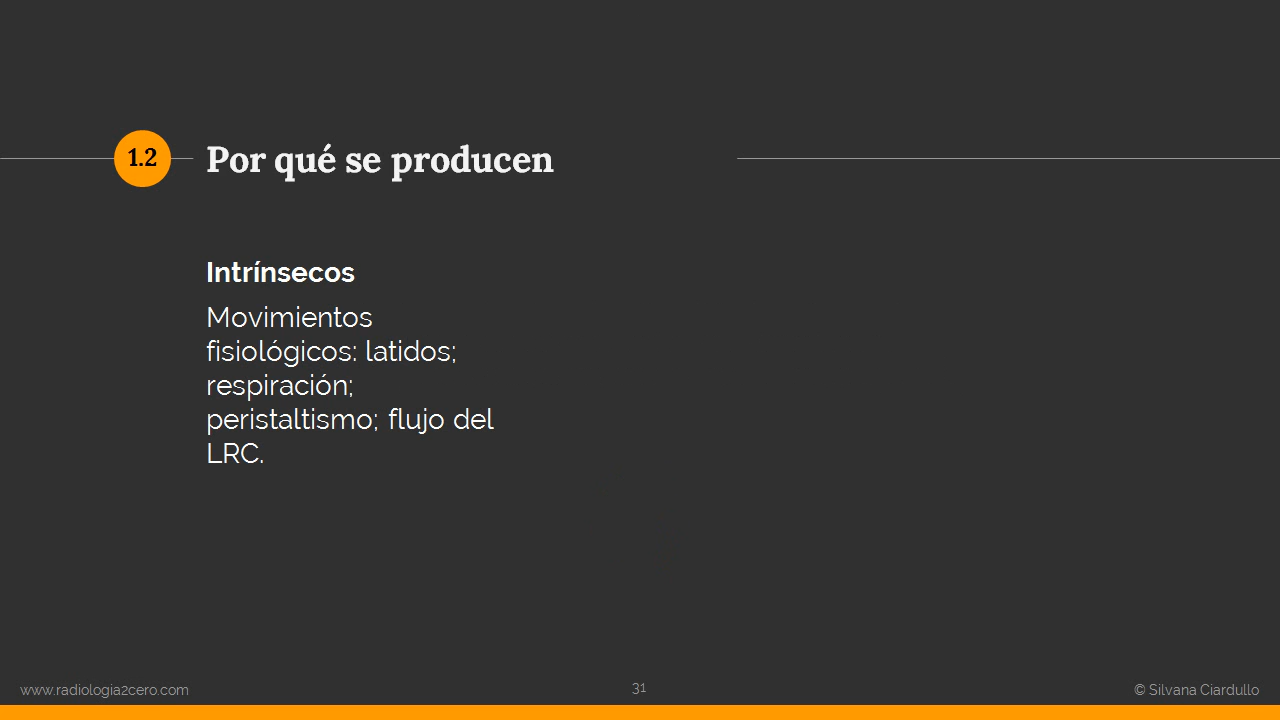 1.2
Por qué se producen
Intrínsecos
Movimientos
fisiológicos: latidos;
respiración;
peristaltismo; flujo del
LRC.
www.radiologia2cero.com
31
© Silvana Ciardullo